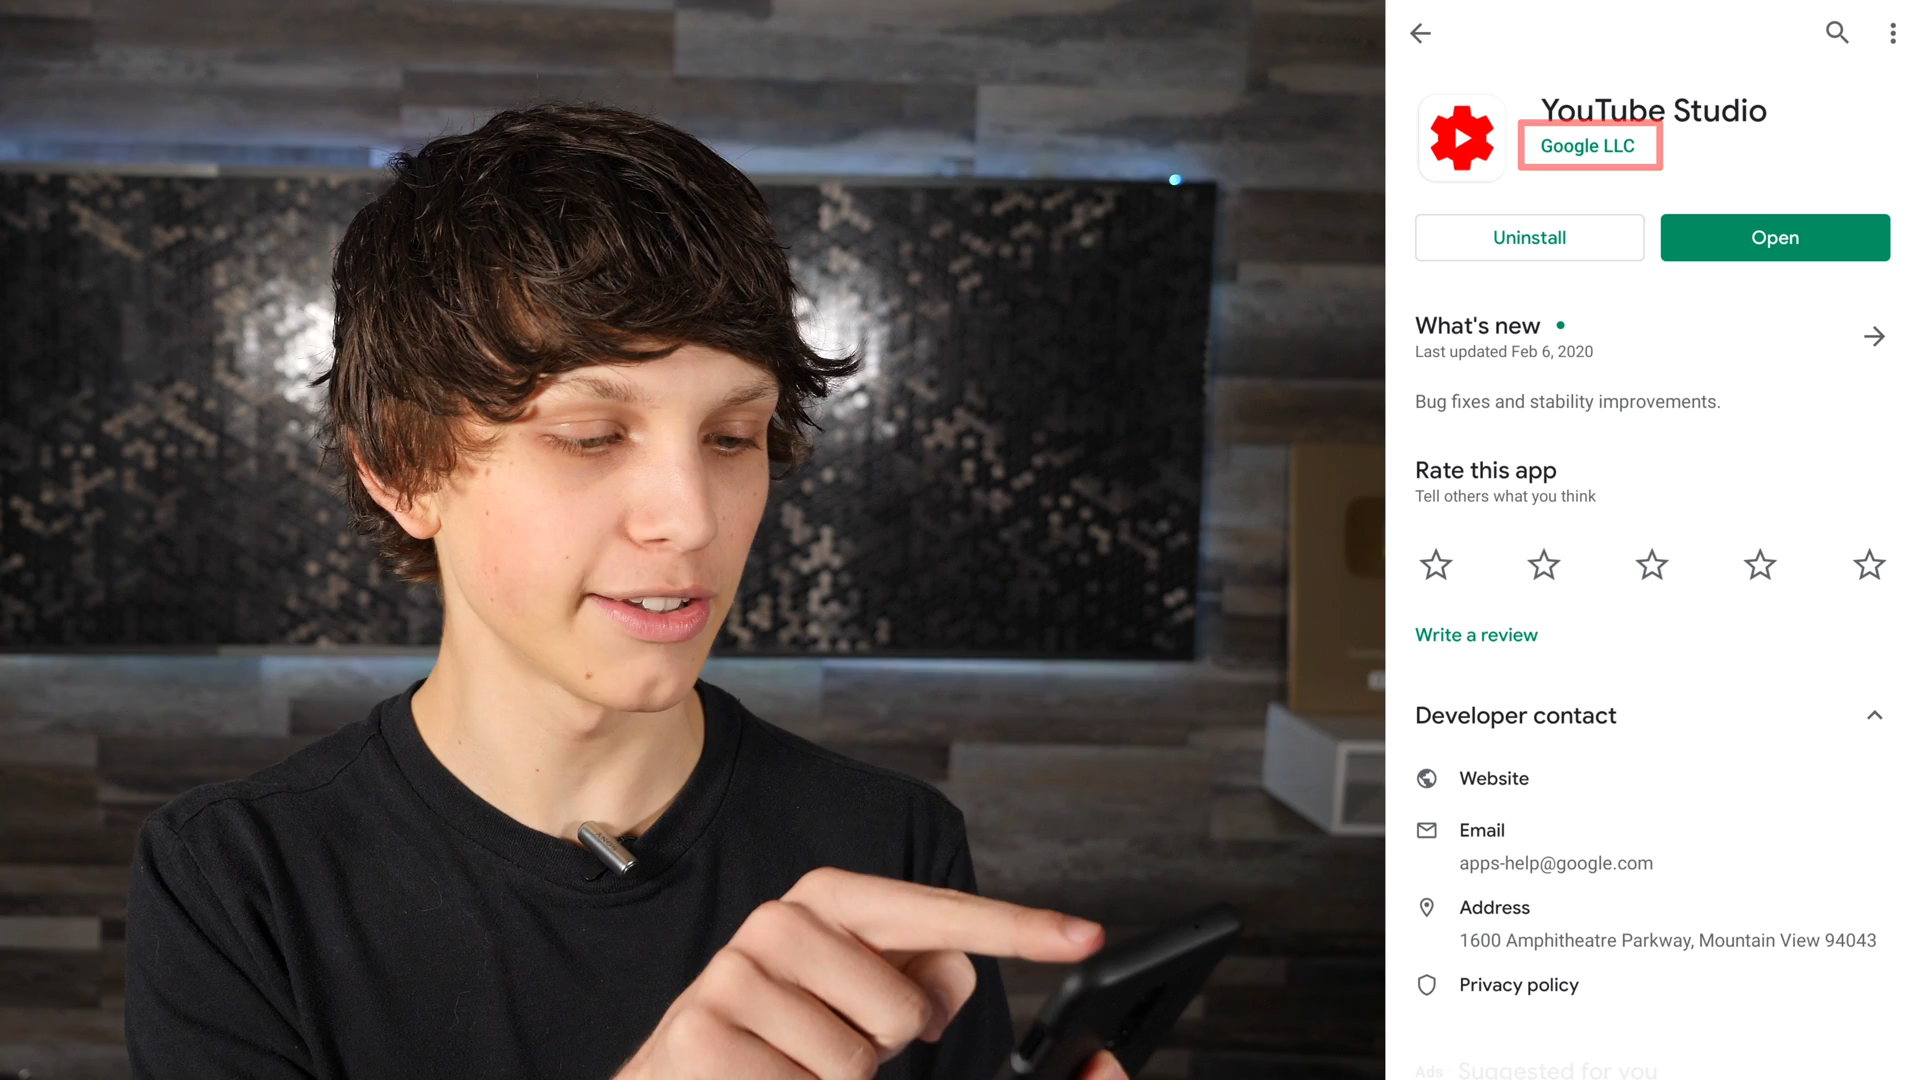 YouTube Studio
Google LLC
Uninstall
Open
What's new
Last updated Feb 6, 2020
Bug fixes and stability improvements.
Rate this app
Tell others what you think
Write a review
Developer contact
Website
Email
apps-help@google.com
Address
1600 Amphitheatre Parkway, Mountain View 94043
Privacy policy
Ads Suggested for you
SONY